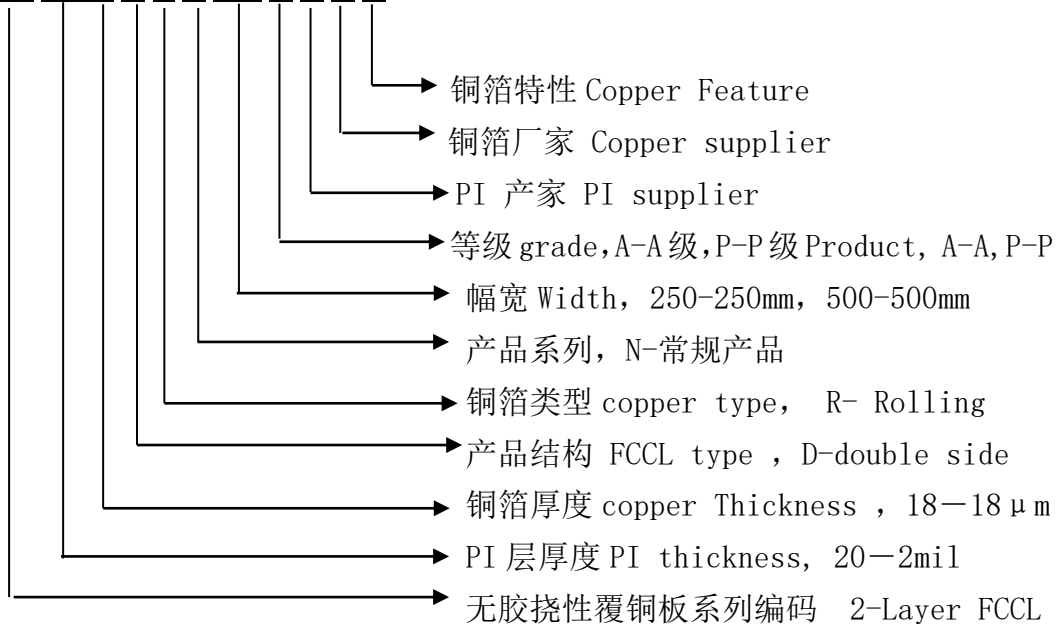 铜箔特性 Copper Feature
铜箔厂家 Copper supplier
PI 产家 PI supplier
等级 grade,A-A 级,P-P 级 Product, A-A,P-P
幅宽 Width, 250-250mm, 500-500mm
产品系列, N-常规产品
铜箔类型 copper type, R- Rolling
产品结构 FCCL type , D-double side
铜箔厚度 copper Thickness , 18—18μm
PI 层厚度 PI thickness, 20—2mil
无胶挠性覆铜板系列编码 2-Layer FCCL